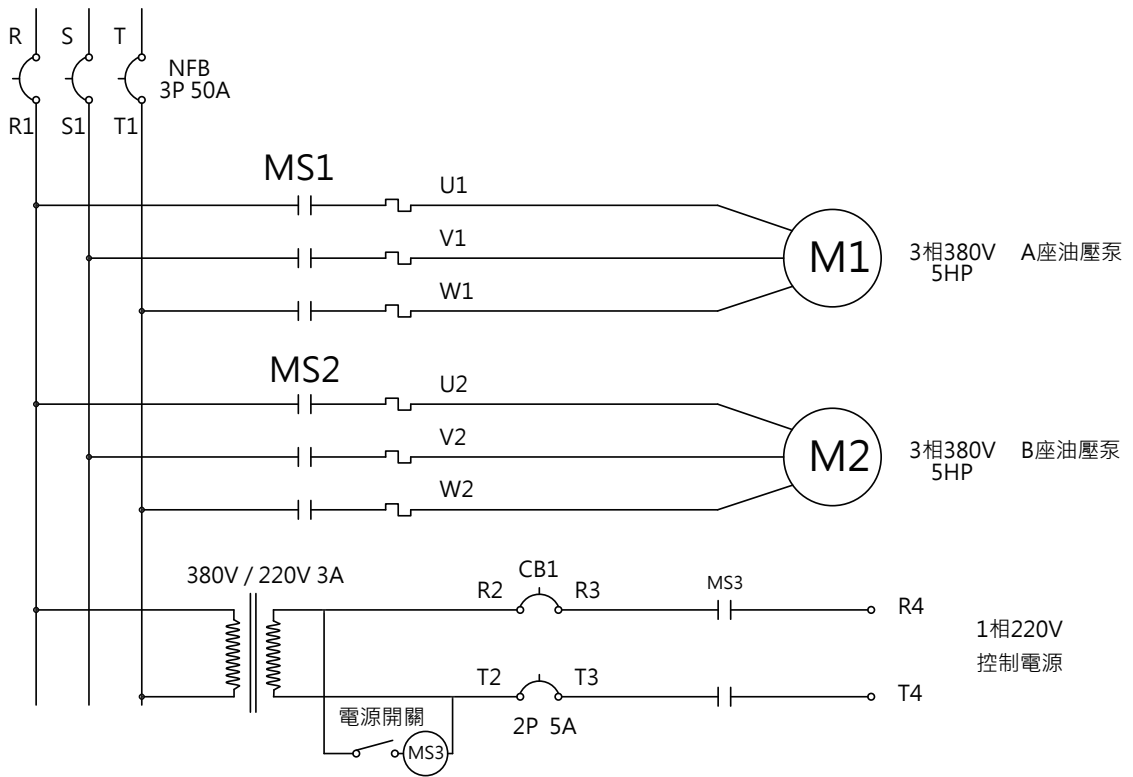 R S T
NFB
3P 50A
R1 S1 T1
MS1
U1
V1
W1
M1
3相380V A座油壓泵
5HP
MS2
U2
V2
W2
M2
3相380V B座油壓泵
5HP
380V / 220V 3A
CB1
R2 R3
MS3
R4
1相220V
控制電源
T2 T3
T4
2P 5A
電源開關
MS3